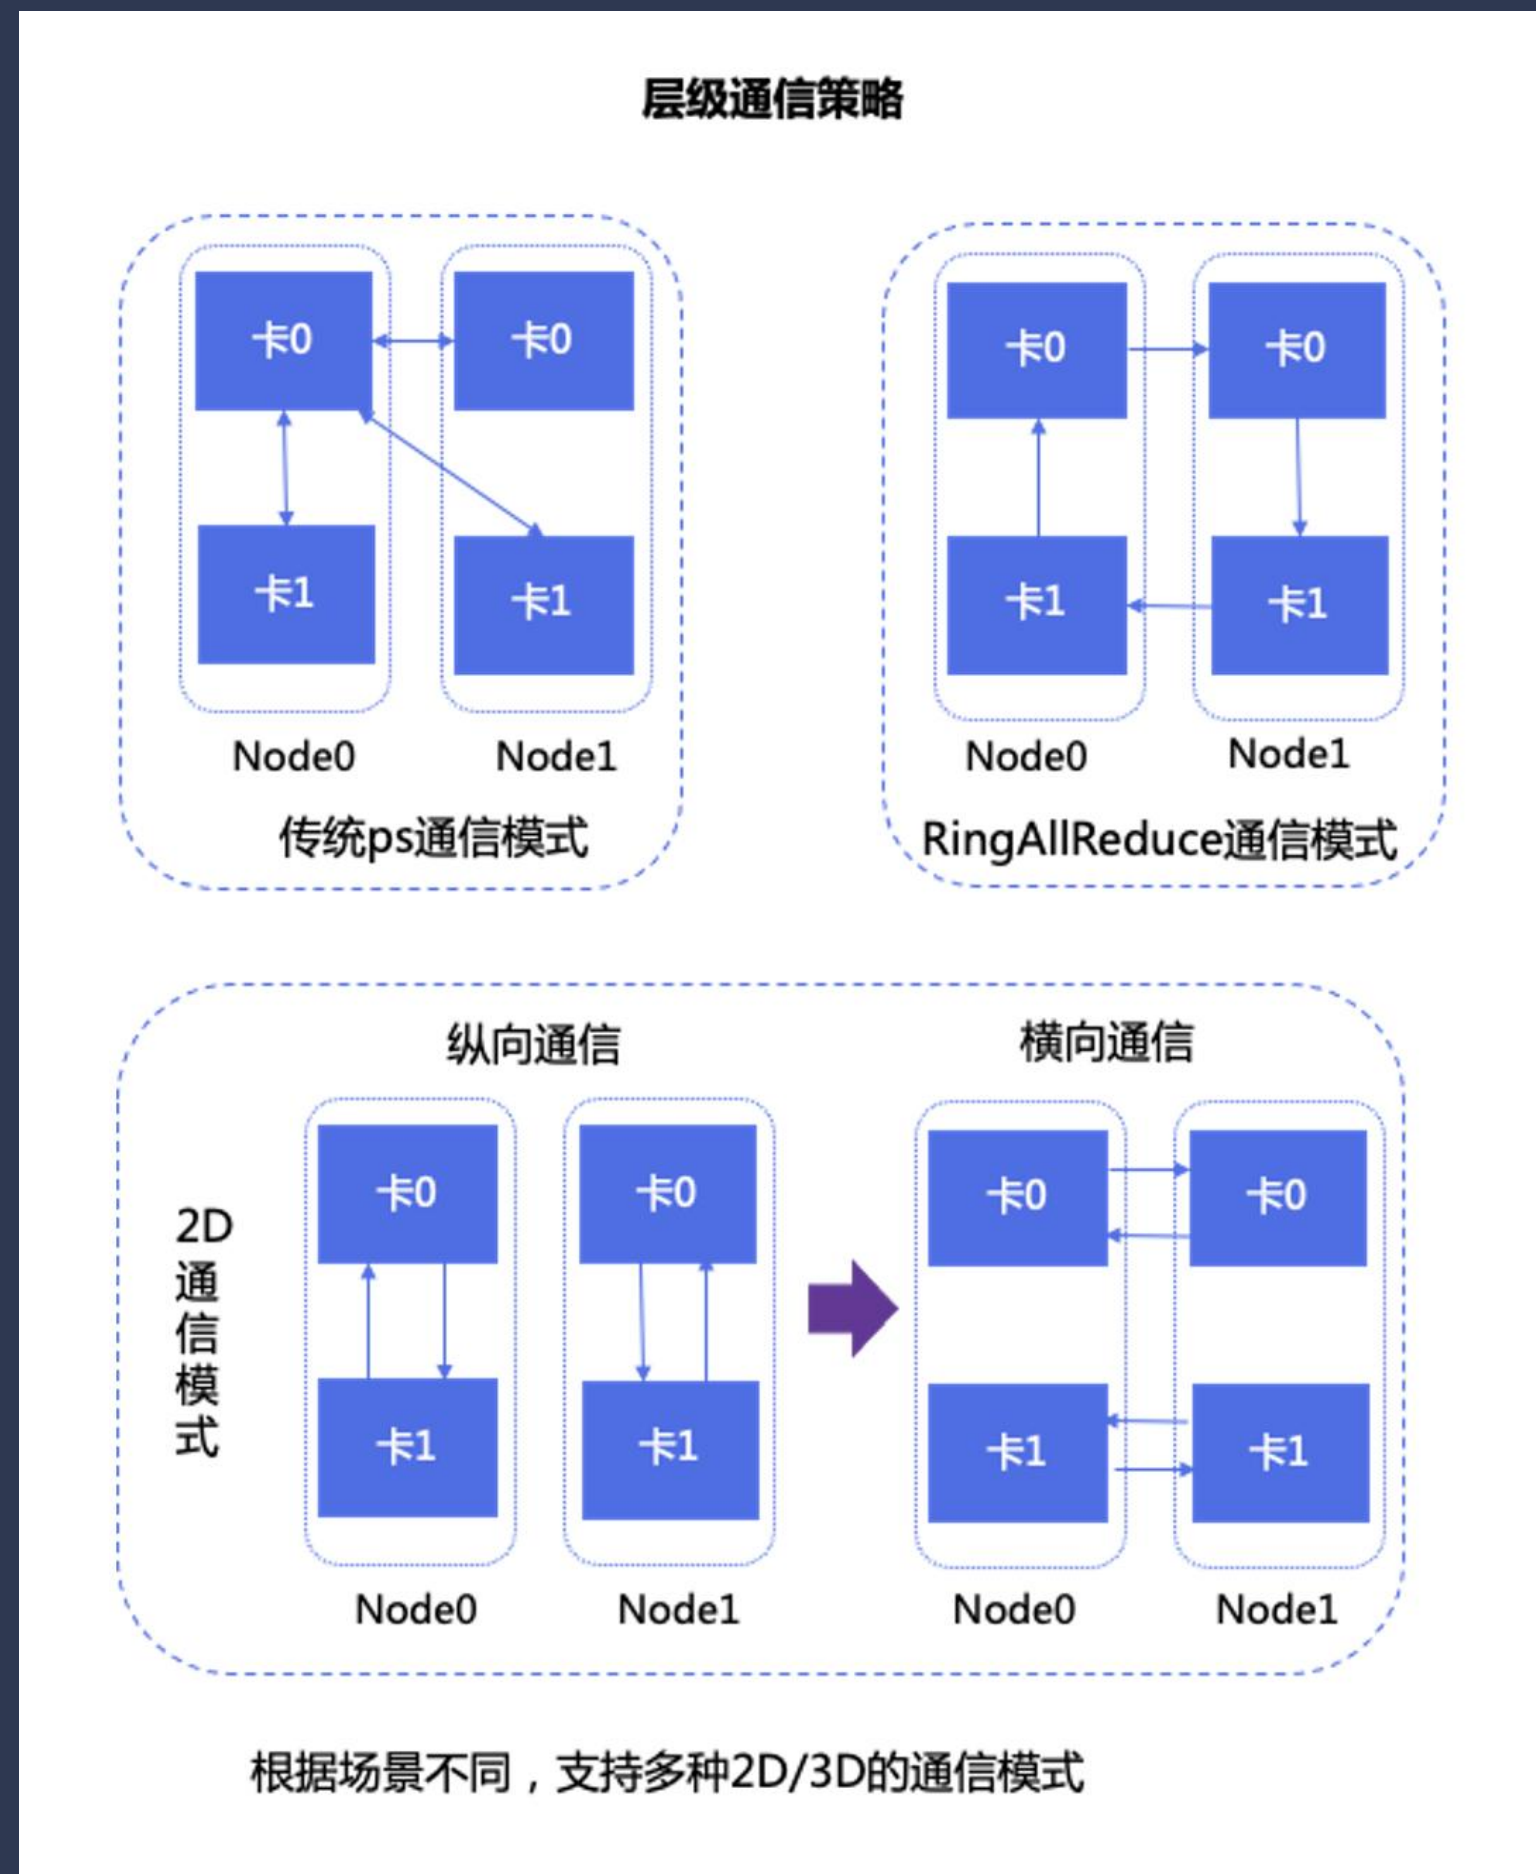 层级通信策略
卡0
卡0
卡1
卡1
Node0
Node1
传统ps通信模式
卡0
卡0
卡1
卡1
Node0
Node1
RingAllReduce通信模式
2D
通
信
模
式
纵向通信
卡0
卡0
卡1
卡1
Node0
Node1
横向通信
卡0
卡0
卡1
卡1
Node0
Node1
根据场景不同，支持多种2D/3D的通信模式